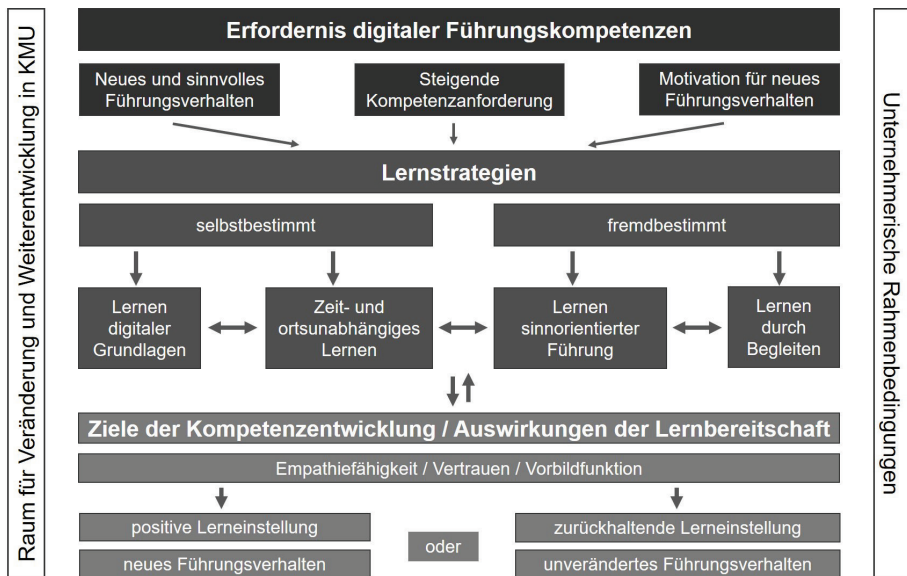 Raum für Veränderung und Weiterentwicklung in KMU
Erfordernis digitaler Führungskompetenzen
Neues und sinnvolles
Führungsverhalten
Steigende
Kompetenzanforderung
Motivation für neues
Führungsverhalten
Lernstrategien
selbstbestimmt
fremdbestimmt
Lernen
digitaler
Grundlagen
Zeit- und
ortsunabhängiges
Lernen
Lernen
sinnorientierter
Führung
Lernen
durch
Begleiten
Ziele der Kompetenzentwicklung / Auswirkungen der Lernbereitschaft
Empathiefähigkeit / Vertrauen / Vorbildfunktion
positive Lerneinstellung
neues Führungsverhalten
oder
zurückhaltende Lerneinstellung
unverändertes Führungsverhalten
Unternehmerische Rahmenbedingungen